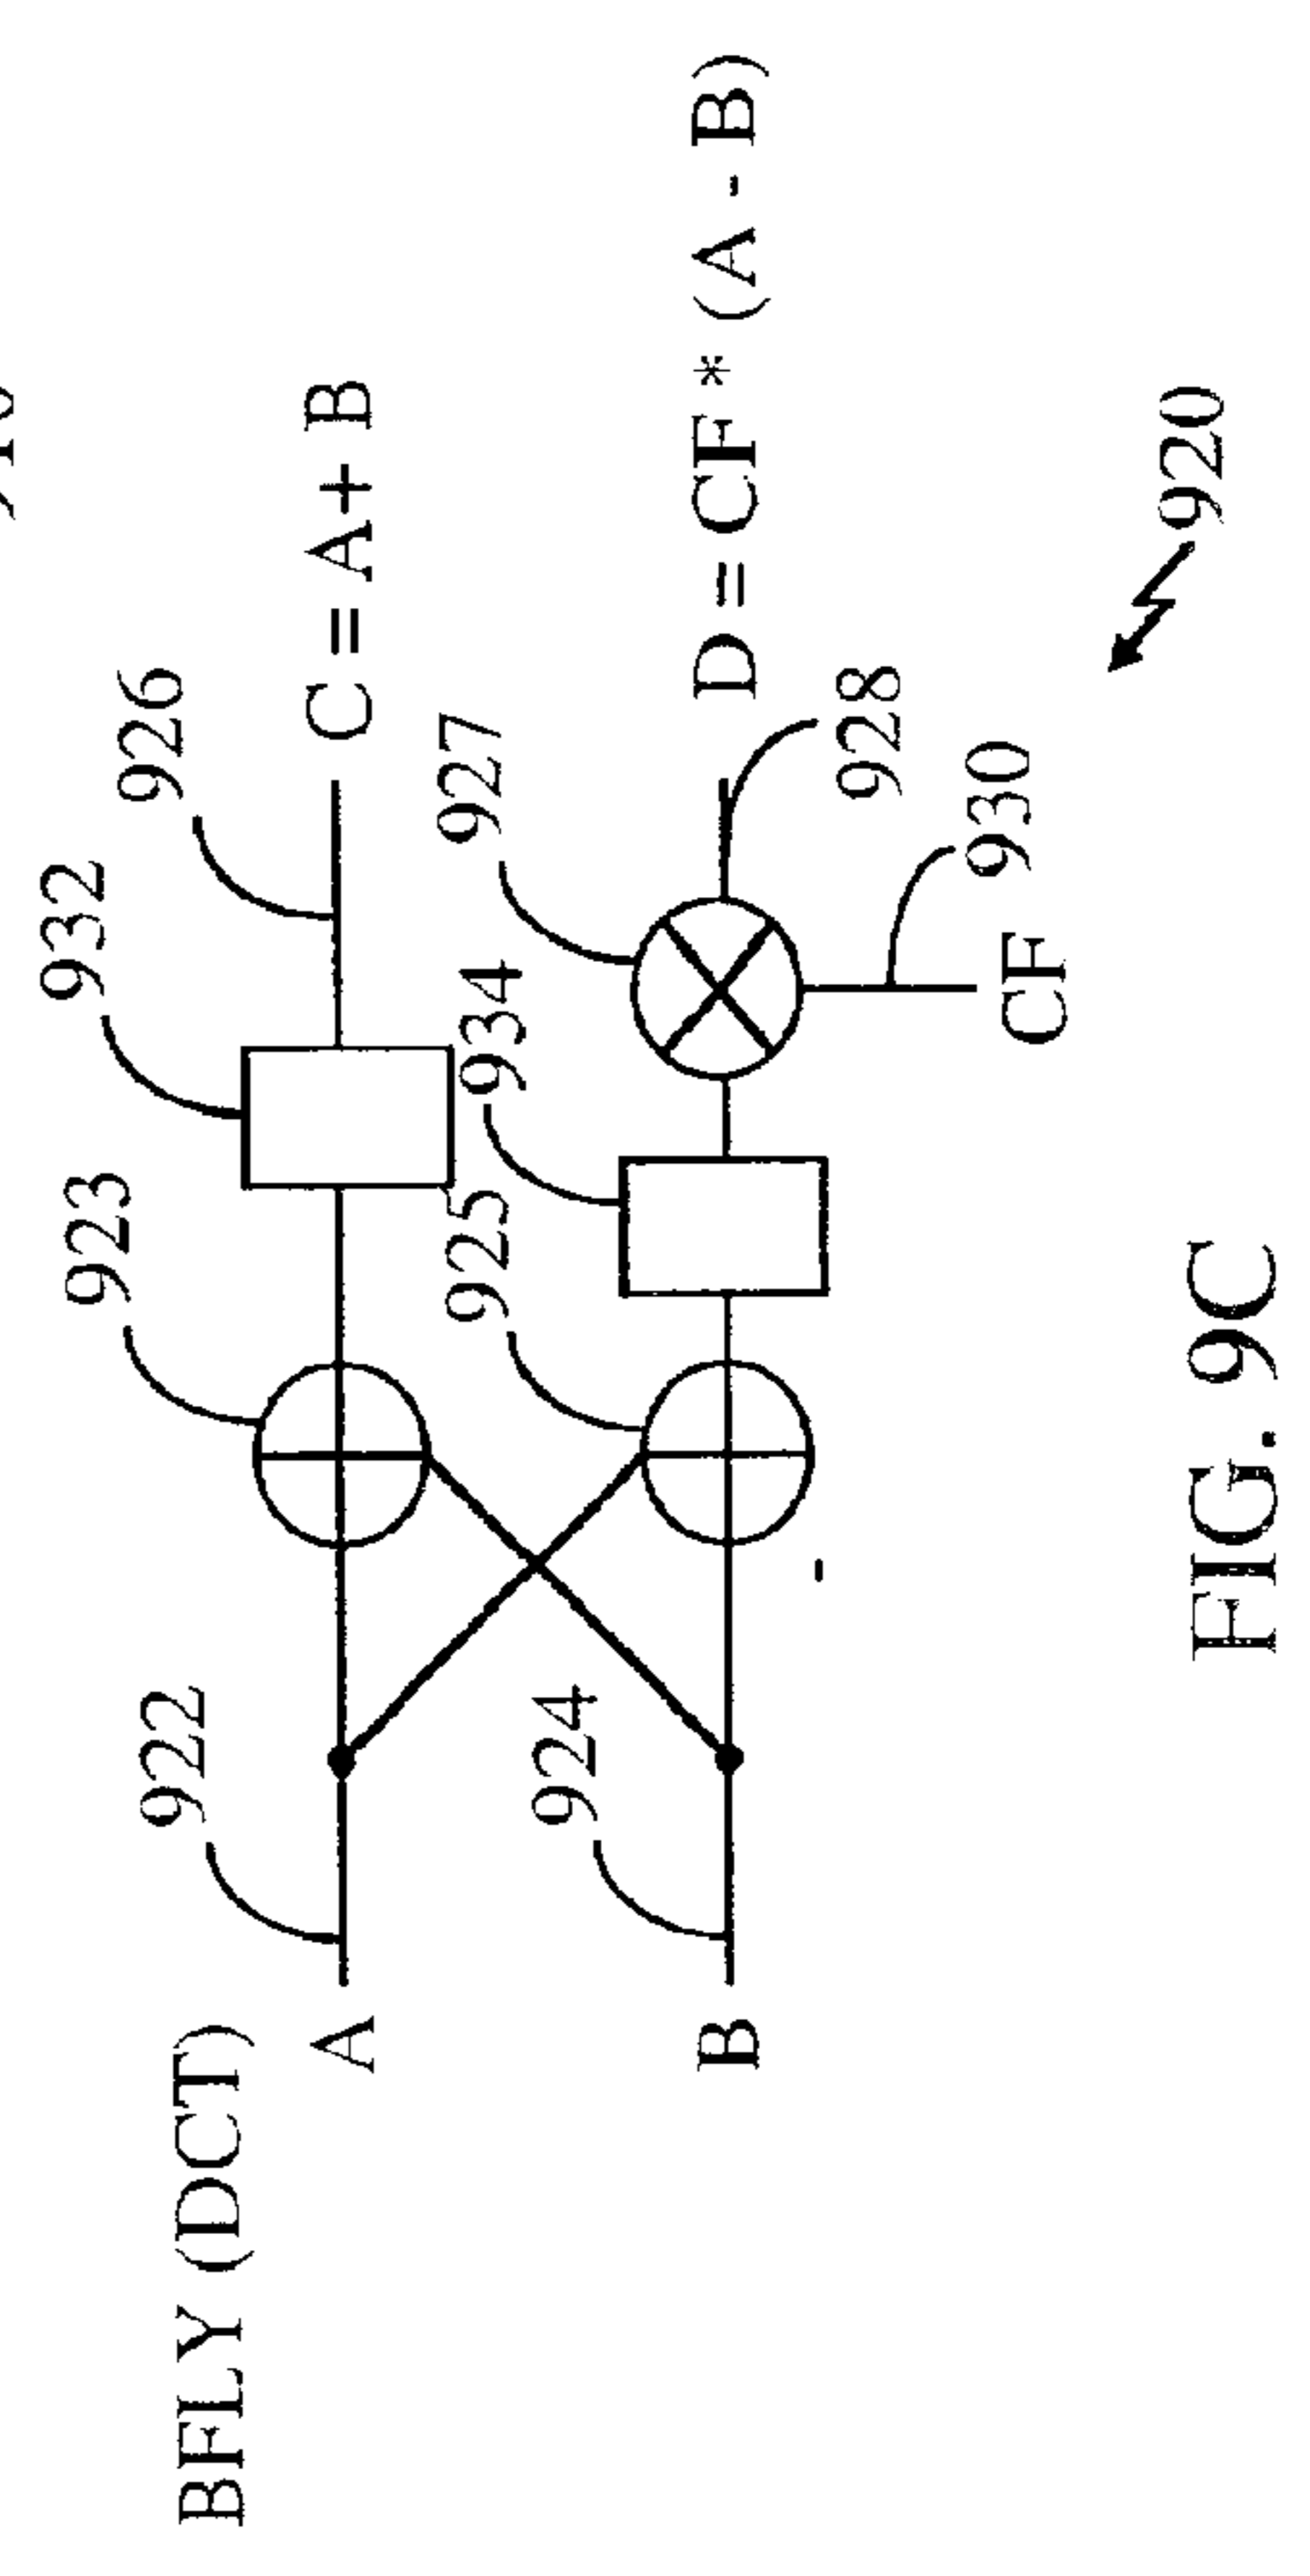 BFLY (DCT)
922
923
932
926
A
C = A + B
924
925
934
927
B
D = CF * (A - B)
-
928
CF
930
920
FIG. 9C